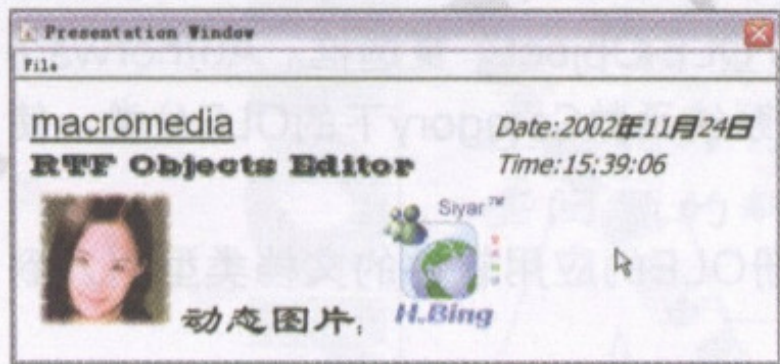 Presentation Window
File
macromedia
Date:2002年11月24日
RTF Objects Editor
Time:15:39:06
Siyar™
动态图片:
H.Bing